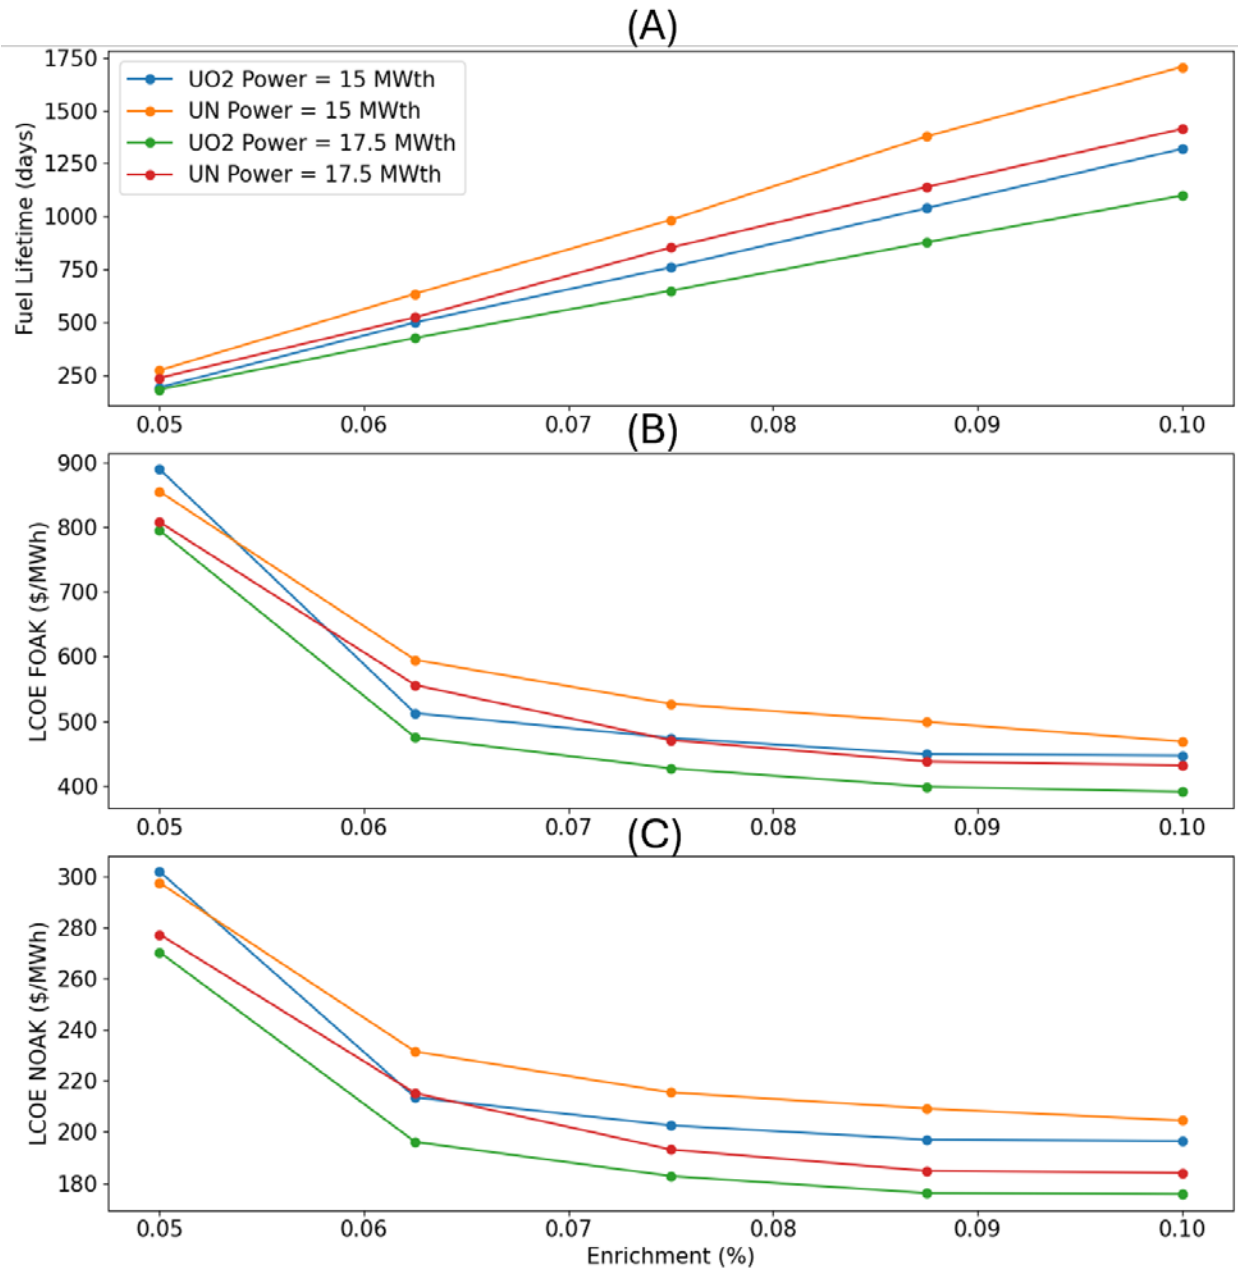 (A)
1750
1500
1250
1000
750
500
250
Fuel Lifetime (days)
UO2 Power = 15 MWth
UN Power = 15 MWth
UO2 Power = 17.5 MWth
UN Power = 17.5 MWth
0.05 0.06 0.07 0.08 0.09 0.10
(B)
900
800
700
600
500
400
LCOE FOAK ($/MWh)
0.05 0.06 0.07 0.08 0.09 0.10
(C)
300
280
260
240
220
200
180
LCOE NOAK ($/MWh)
0.05 0.06 0.07 0.08 0.09 0.10
Enrichment (%)